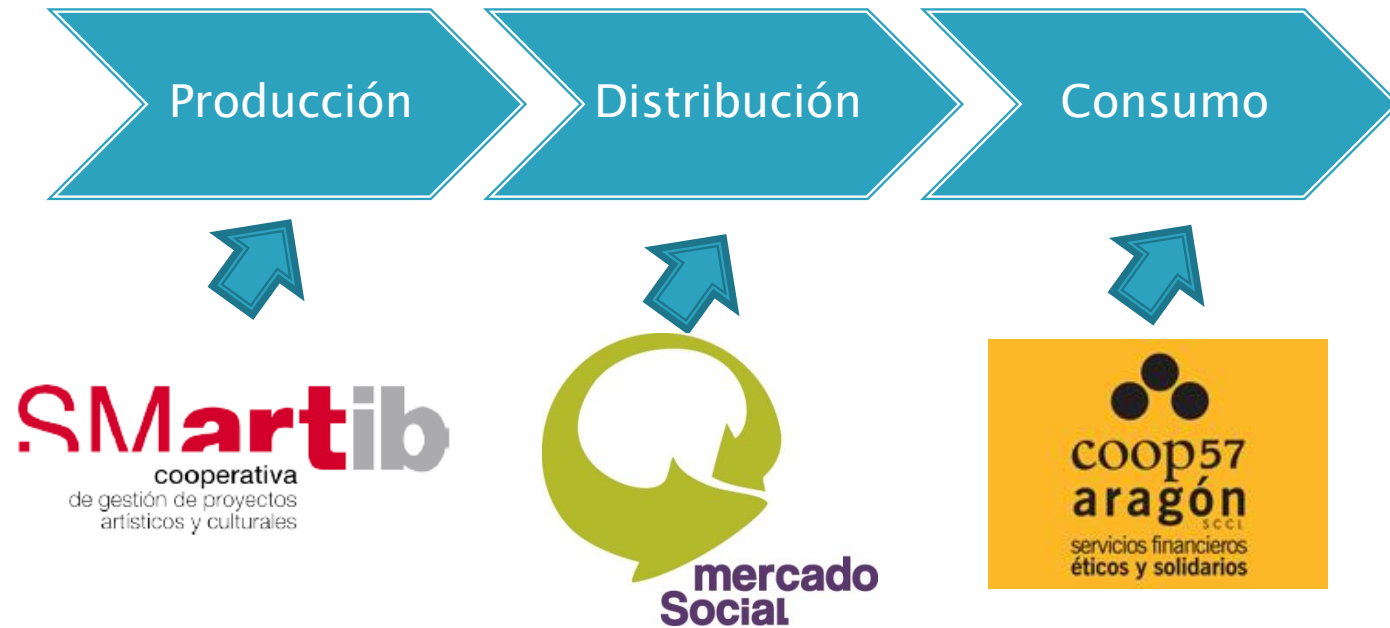 Producción
Distribución
Consumo
SMartib
cooperativa
de gestión de proyectos
artísticos y culturales
mercado
Social
coop57
aragón
SCCL
servicios financieros
éticos y solidarios